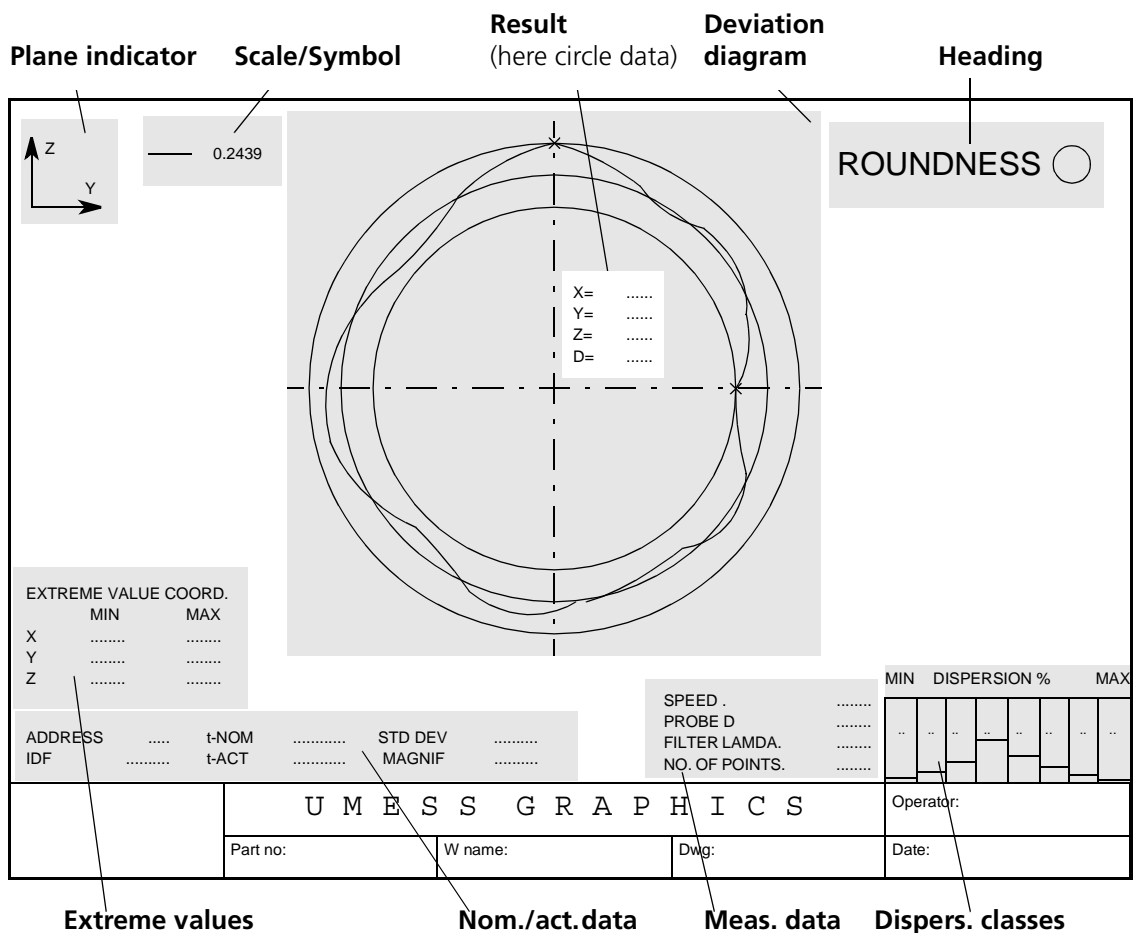 Plane indicator Scale/Symbol Result Deviation
(here circle data) diagram Heading
Z
Y
0.2439
ROUNDNESS
X= ......
Y= ......
Z= ......
D= ......
EXTREME VALUE COORD.
MIN MAX
X ........ ........
Y ........ ........
Z ........ ........
ADDRESS ..... t-NOM ............ STD DEV ..........
IDF .......... t-ACT ............ MAGNIF ..........
SPEED . ........
PROBE D ........
FILTER LAMDA. ........
NO. OF POINTS. ........
MIN DISPERSION % MAX
.. .. .. .. .. .. .. ..
U M E S S G R A P H I C S
Operator:
Part no: W name: Dwg: Date:
Extreme values Nom./act.data Meas. data Dispers. classes